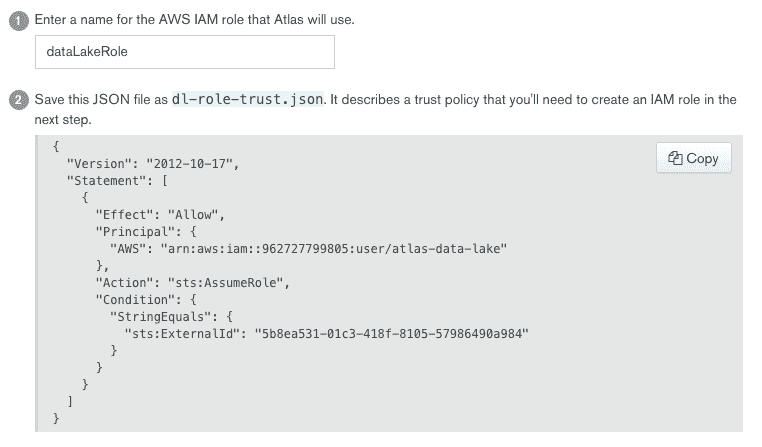 1 Enter a name for the AWS IAM role that Atlas will use.
dataLakeRole
2 Save this JSON file as dl-role-trust.json. It describes a trust policy that you'll need to create an IAM role in the
next step.
Copy
{
  "Version": "2012-10-17",
  "Statement": [
    {
      "Effect": "Allow",
      "Principal": {
        "AWS": "arn:aws:iam::962727799805:user/atlas-data-lake"
      },
      "Action": "sts:AssumeRole",
      "Condition": {
        "StringEquals": {
          "sts:ExternalId": "5b8ea531-01c3-418f-8105-57986490a984"
        }
      }
    }
  ]
}